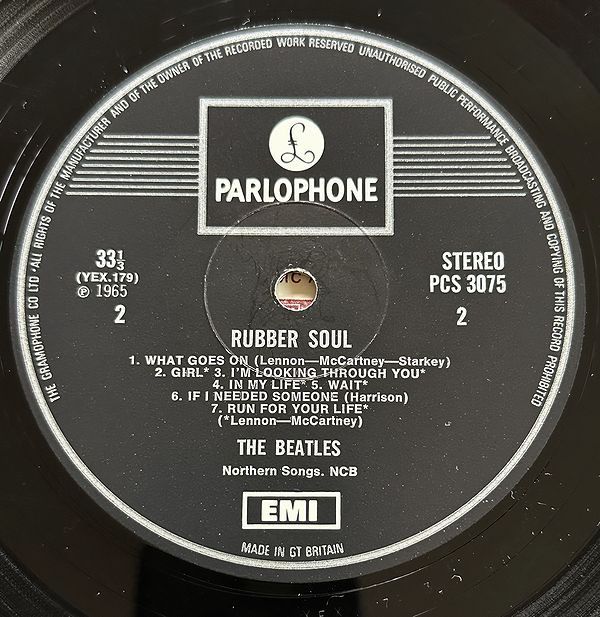 THE GRAMOPHONE CO LTD · ALL RIGHTS OF THE MANUFACTURER AND OF THE OWNER OF THE RECORDED WORK RESERVED UNAUTHORISED PUBLIC PERFORMANCE BROADCASTING AND COPYING OF THIS RECORD PROHIBITED
£
PARLOPHONE
33⅓
(YEX.179)
℗ 1965
2
STEREO
PCS 3075
2
RUBBER SOUL
1. WHAT GOES ON (Lennon—McCartney—Starkey)
2. GIRL* 3. I'M LOOKING THROUGH YOU*
4. IN MY LIFE* 5. WAIT*
6. IF I NEEDED SOMEONE (Harrison)
7. RUN FOR YOUR LIFE*
(*Lennon—McCartney)
THE BEATLES
Northern Songs. NCB
EMI
MADE IN GT BRITAIN